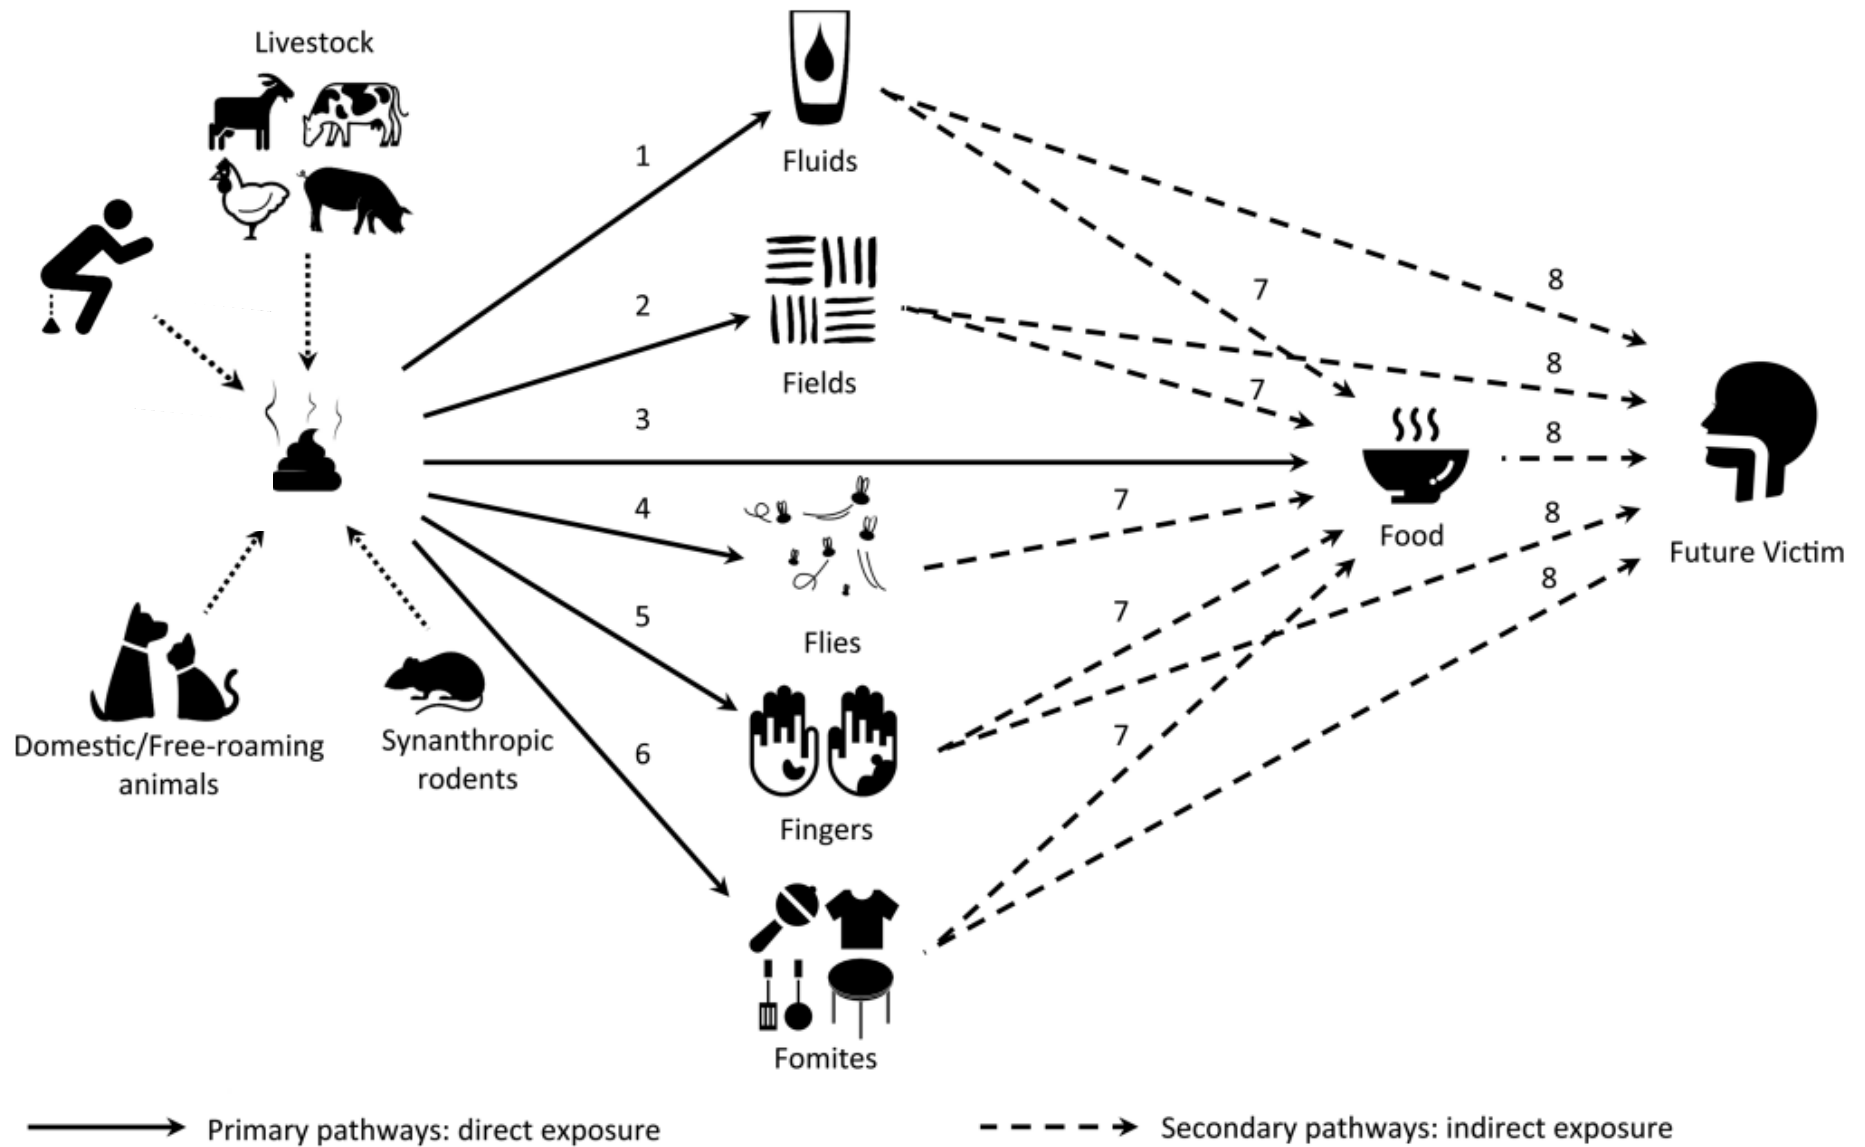 Livestock
Fluids
1
2
Fields
3
7
8
8
7
8
4
7
Food
8
Future Victim
Flies
5
7
8
Domestic/Free-roaming
animals
Synanthropic
rodents
6
7
Fingers
Fomites
Primary pathways: direct exposure
Secondary pathways: indirect exposure